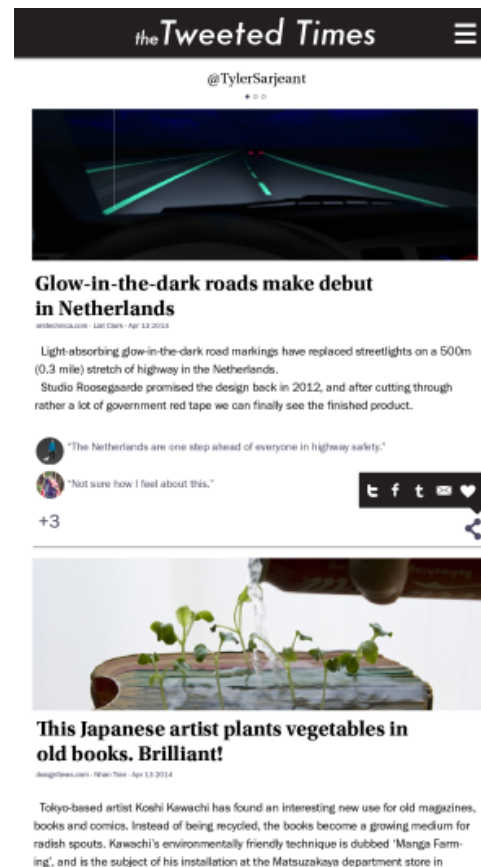 the Tweeted Times
@TylerSarjeant
Glow-in-the-dark roads make debut
in Netherlands
arstechnica.com - Liat Clark - Apr 13 2014
Light-absorbing glow-in-the-dark road markings have replaced streetlights on a 500m
(0.3 mile) stretch of highway in the Netherlands.
Studio Roosegaarde promised the design back in 2012, and after cutting through
rather a lot of government red tape we can finally see the finished product.
"The Netherlands are one step ahead of everyone in highway safety."
"Not sure how I feel about this."
+3
refreshing
This Japanese artist plants vegetables in
old books. Brilliant!
designtaxi.com - Nhan Tran - Apr 13 2014
Tokyo-based artist Koshi Kawachi has found an interesting new use for old magazines,
books and comics. Instead of being recycled, the books become a growing medium for
radish spouts. Kawachi's environmentally friendly technique is dubbed 'Manga Farm-
ing', and is the subject of his installation at the Matsuzakaya department store in